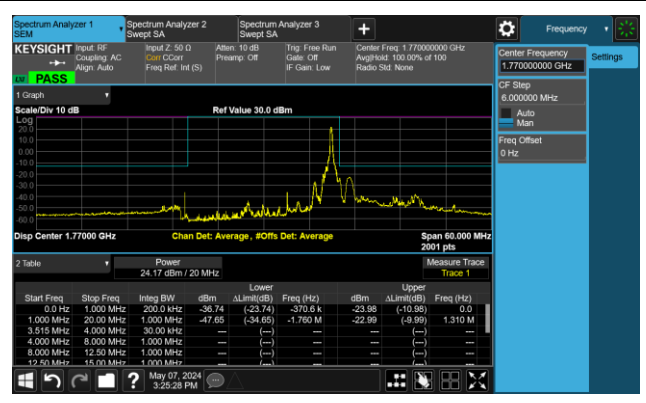 Spectrum Analyzer 1
SEM
Spectrum Analyzer 2
Swept SA
Spectrum Analyzer 3
Swept SA
Frequency
KEYSIGHT
Input: RF
Coupling: AC
Align: Auto
Input Z: 50 Ω
Corr CCorr
Freq Ref: Int (S)
Atten: 10 dB
Preamp: Off
Trig: Free Run
Gate: Off
IF Gain: Low
Center Freq: 1.770000000 GHz
Avg|Hold: 100.00% of 100
Radio Std: None
PASS
Center Frequency
1.770000000 GHz
Settings
CF Step
6.000000 MHz
Auto
Man
Freq Offset
0 Hz
1 Graph
Scale/Div 10 dB
Ref Value 30.0 dBm
Log
20.0
10.0
0.00
-10.0
-20.0
-30.0
-40.0
-50.0
-60.0
Disp Center 1.77000 GHz
Chan Det: Average, #Offs Det: Average
Span 60.000 MHz
2001 pts
2 Table
Power
24.17 dBm / 20 MHz
Measure Trace
Trace 1
Lower Upper
Start Freq Stop Freq Integ BW dBm ΔLimit(dB) Freq (Hz) dBm ΔLimit(dB) Freq (Hz)
0.0 Hz 1.000 MHz 200.0 kHz -36.74 (-23.74) -370.6 k -23.98 (-10.98) 0.0
1.000 MHz 20.00 MHz 1.000 MHz -47.65 (-34.65) -1.760 M -22.99 (-9.99) 1.310 M
3.515 MHz 4.000 MHz 30.00 kHz --- (---) --- --- (---) ---
4.000 MHz 8.000 MHz 1.000 MHz --- (---) --- --- (---) ---
8.000 MHz 12.50 MHz 1.000 MHz --- (---) --- --- (---) ---
12.50 MHz 15.00 MHz 1.000 MHz --- (---) --- --- (---) ---
May 07, 2024
3:25:28 PM